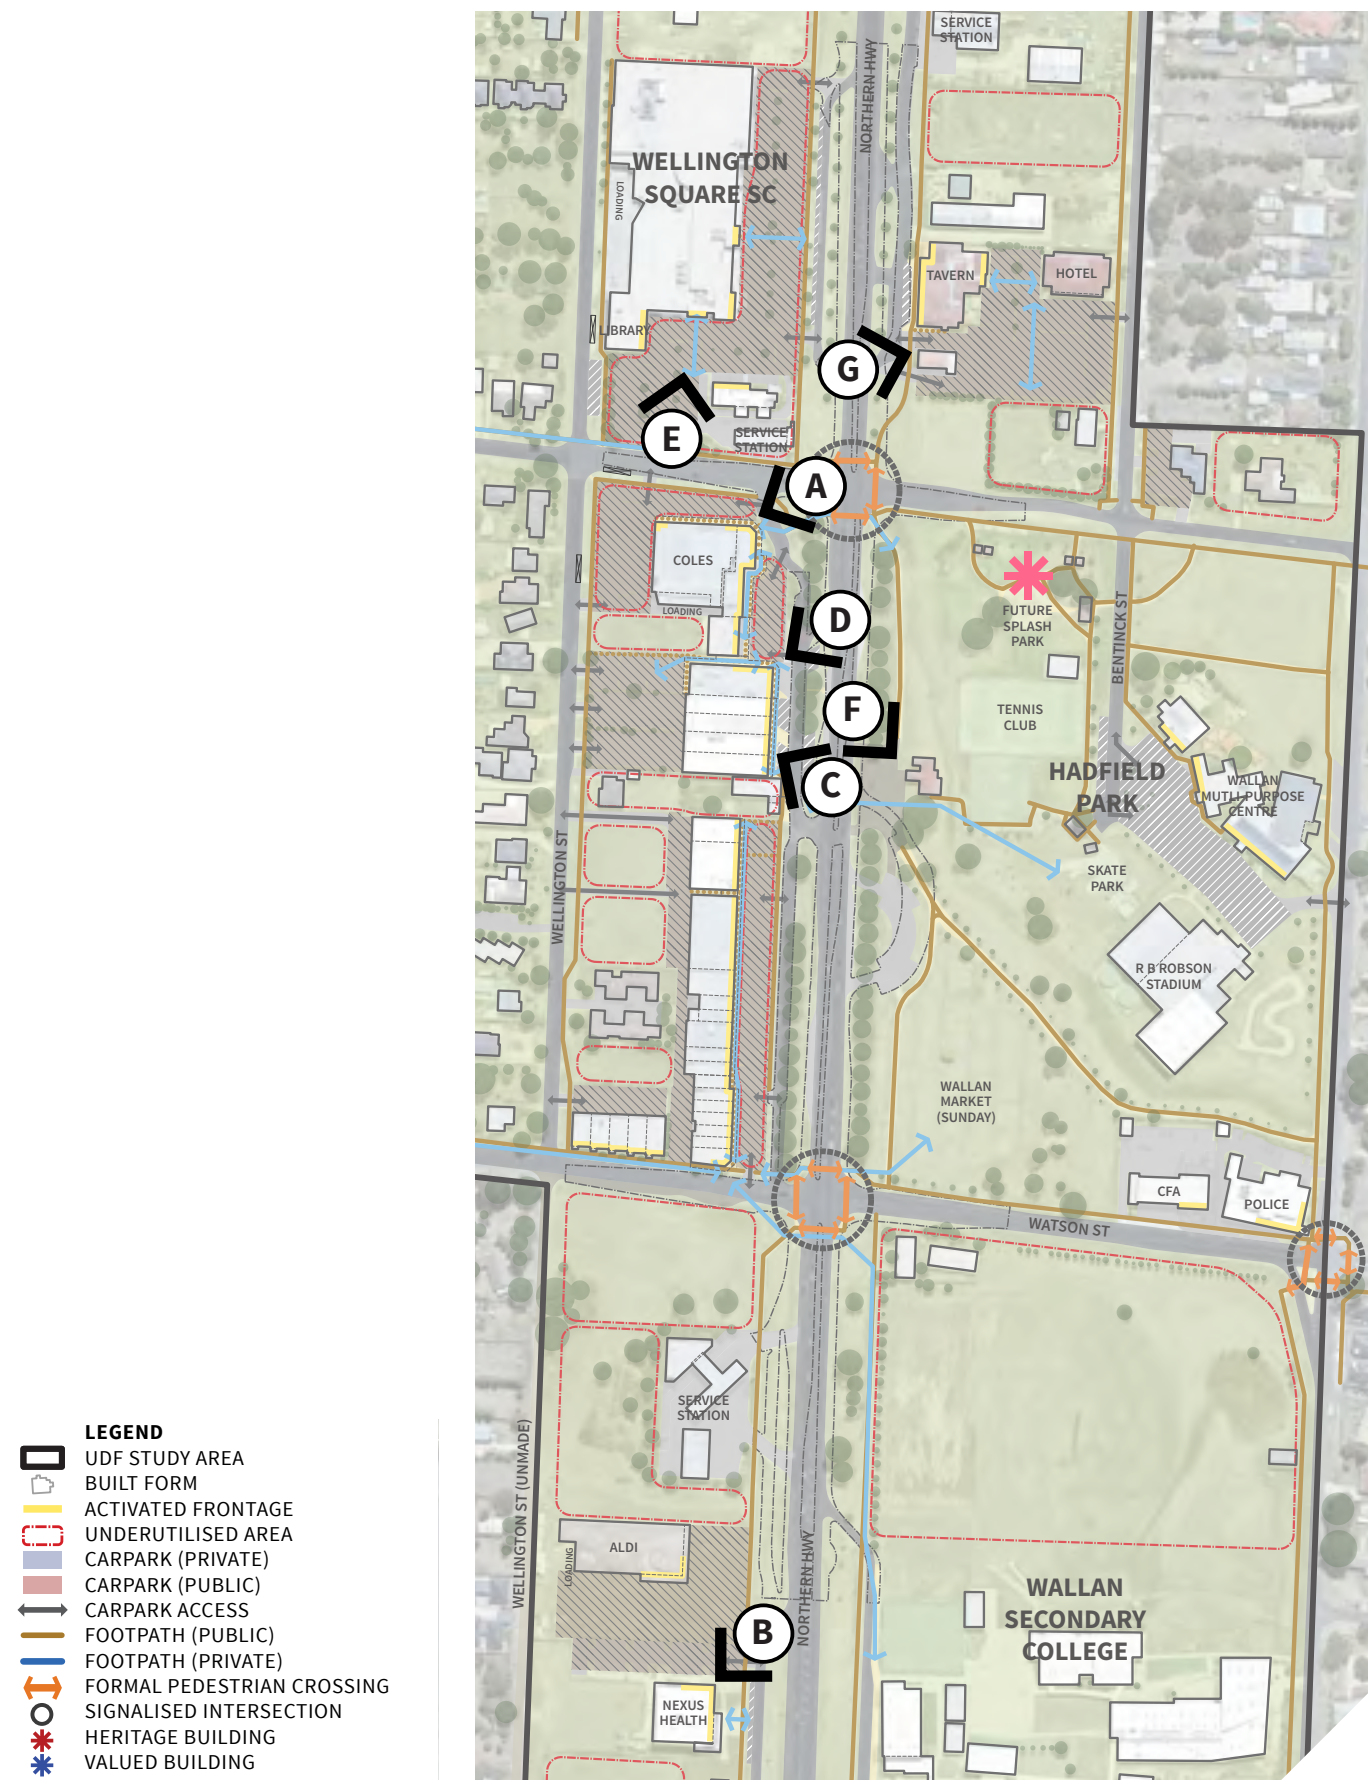 SERVICE
STATION
NORTHERN HWY
WELLINGTON
SQUARE SC
LOADING
TAVERN
HOTEL
LIBRARY
G
E
SERVICE
STATION
A
COLES
LOADING
D
FUTURE
SPLASH
PARK
BENTINCK ST
F
TENNIS
CLUB
C
HADFIELD
PARK
WALLAN
MUTLI-PURPOSE
CENTRE
WELLINGTON ST
SKATE
PARK
R B ROBSON
STADIUM
WALLAN
MARKET
(SUNDAY)
CFA
POLICE
WATSON ST
SERVICE
STATION
WELLINGTON ST (UNMADE)
ALDI
LOADING
NORTHERN HWY
B
WALLAN
SECONDARY
COLLEGE
NEXUS
HEALTH
LEGEND
UDF STUDY AREA
BUILT FORM
ACTIVATED FRONTAGE
UNDERUTILISED AREA
CARPARK (PRIVATE)
CARPARK (PUBLIC)
CARPARK ACCESS
FOOTPATH (PUBLIC)
FOOTPATH (PRIVATE)
FORMAL PEDESTRIAN CROSSING
SIGNALISED INTERSECTION
HERITAGE BUILDING
VALUED BUILDING